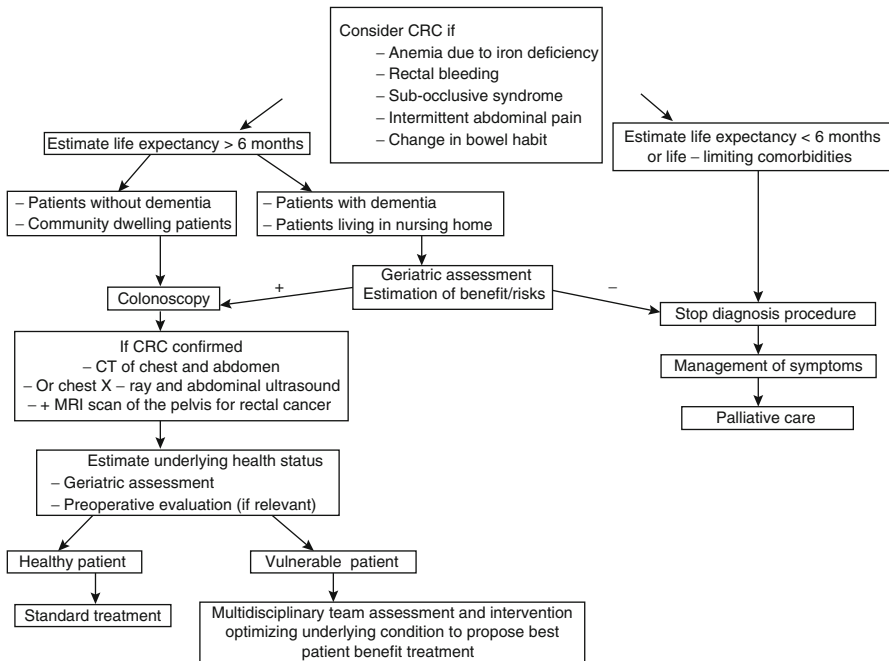 Consider CRC if
– Anemia due to iron deficiency
– Rectal bleeding
– Sub-occlusive syndrome
– Intermittent abdominal pain
– Change in bowel habit
Estimate life expectancy > 6 months
Estimate life expectancy < 6 months
or life – limiting comorbidities
– Patients without dementia
– Community dwelling patients
– Patients with dementia
– Patients living in nursing home
Geriatric assessment
Estimation of benefit/risks
+
–
Colonoscopy
Stop diagnosis procedure
If CRC confirmed
– CT of chest and abdomen
– Or chest X – ray and abdominal ultrasound
– + MRI scan of the pelvis for rectal cancer
Management of symptoms
Palliative care
Estimate underlying health status
– Geriatric assessment
– Preoperative evaluation (if relevant)
Healthy patient
Vulnerable patient
Standard treatment
Multidisciplinary team assessment and intervention
optimizing underlying condition to propose best
patient benefit treatment